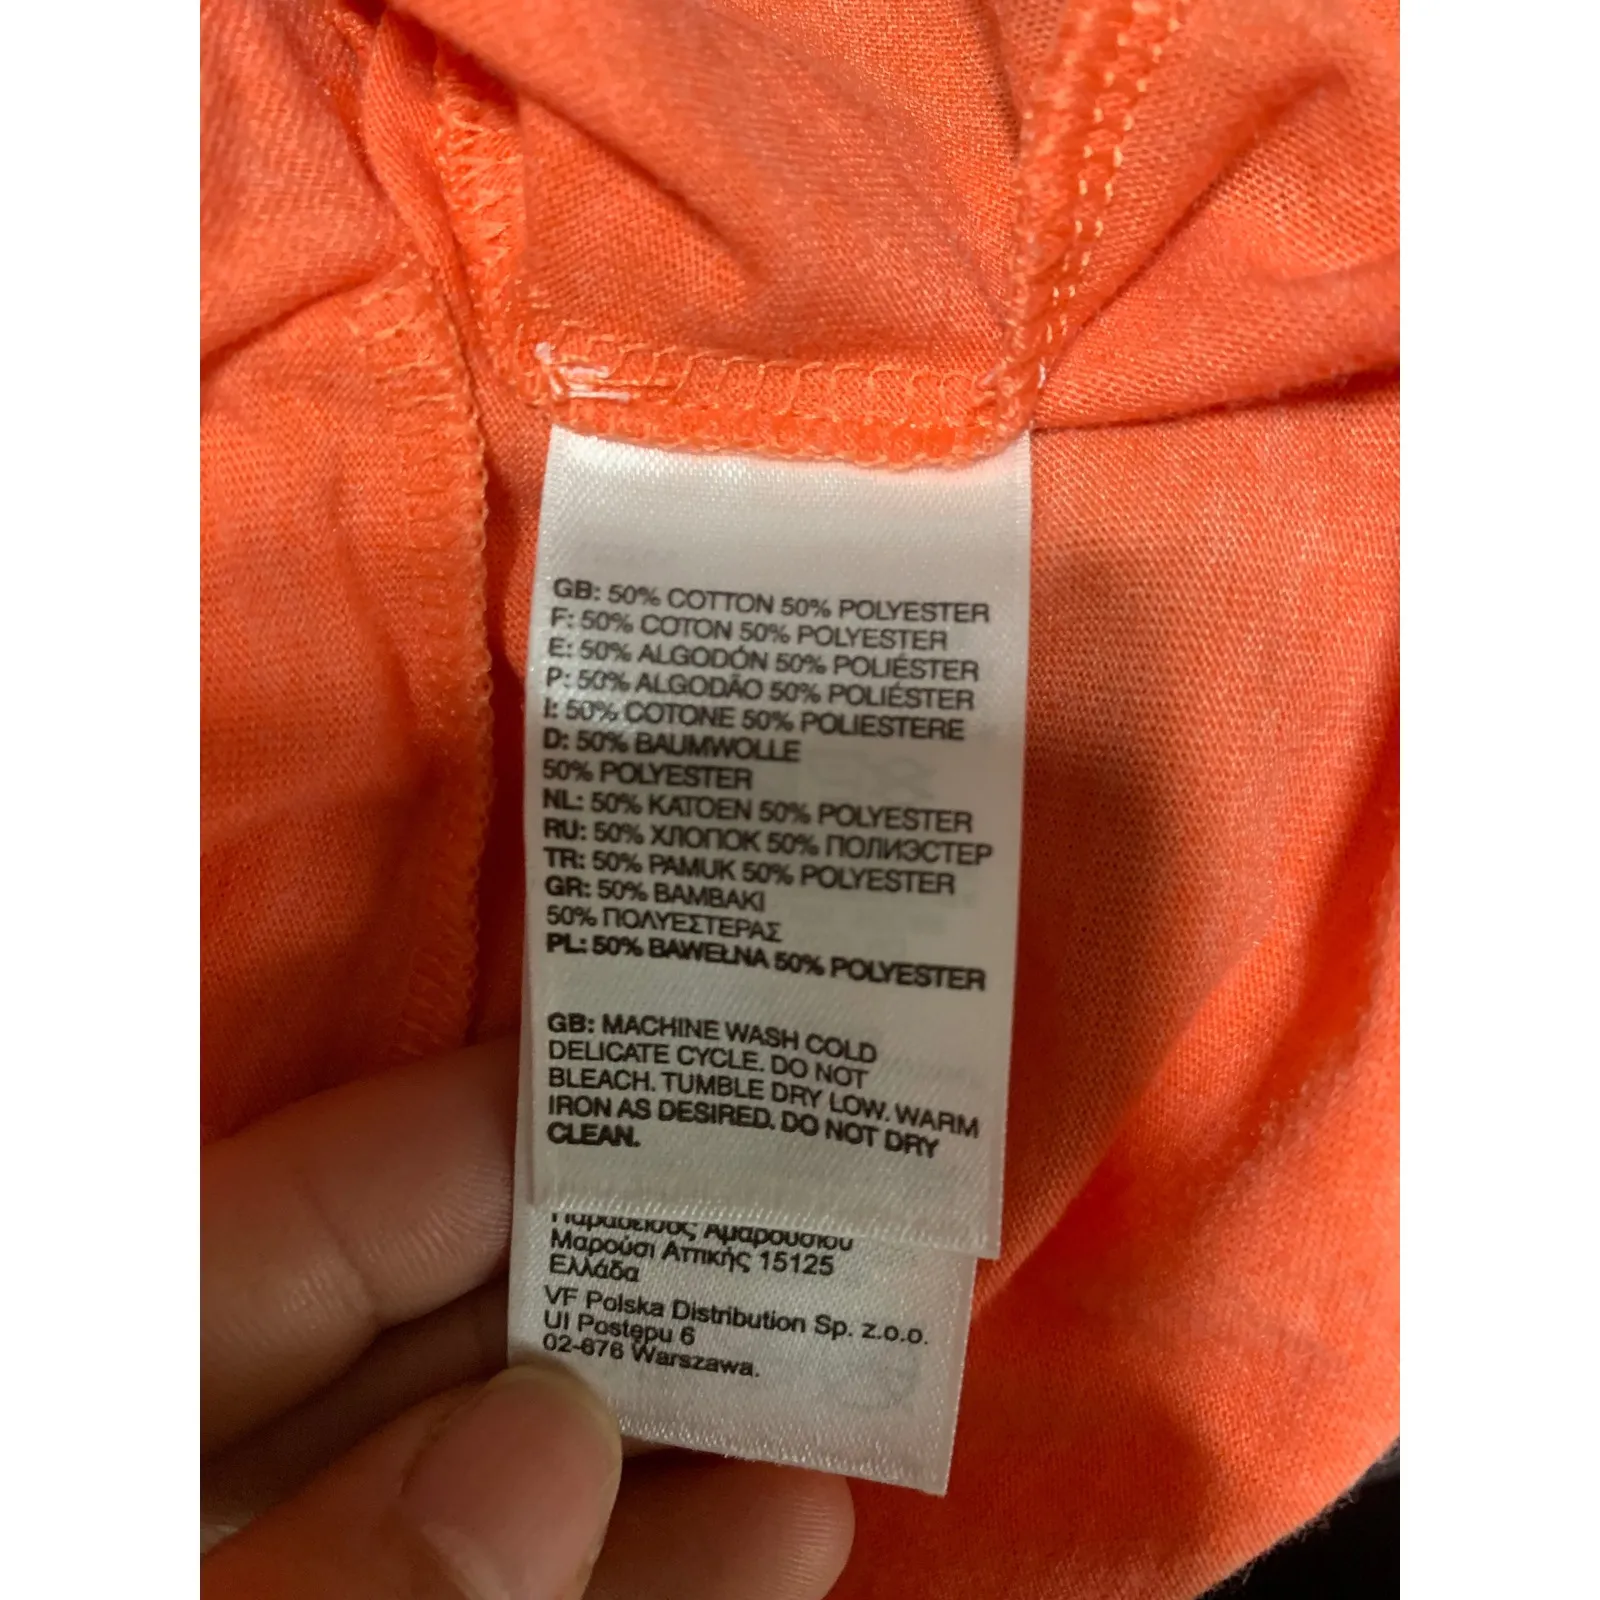 GB: 50% COTTON 50% POLYESTER
F: 50% COTON 50% POLYESTER
E: 50% ALGODÓN 50% POLIÉSTER
P: 50% ALGODÃO 50% POLIÉSTER
I: 50% COTONE 50% POLIESTERE
D: 50% BAUMWOLLE
50% POLYESTER
NL: 50% KATOEN 50% POLYESTER
RU: 50% ХЛОПОК 50% ПОЛИЭСТЕР
TR: 50% PAMUK 50% POLYESTER
GR: 50% ΒΑΜΒΑΚΙ
50% ΠΟΛΥΕΣΤΕΡΑΣ
PL: 50% BAWEŁNA 50% POLYESTER
GB: MACHINE WASH COLD
DELICATE CYCLE. DO NOT
BLEACH. TUMBLE DRY LOW. WARM
IRON AS DESIRED. DO NOT DRY
CLEAN.
Παράδεισος Αμαρουσίου
Μαρούσι Αττικής 15125
Ελλάδα
VF Polska Distribution Sp. z.o.o.
Ul Postępu 6
02-676 Warszawa.